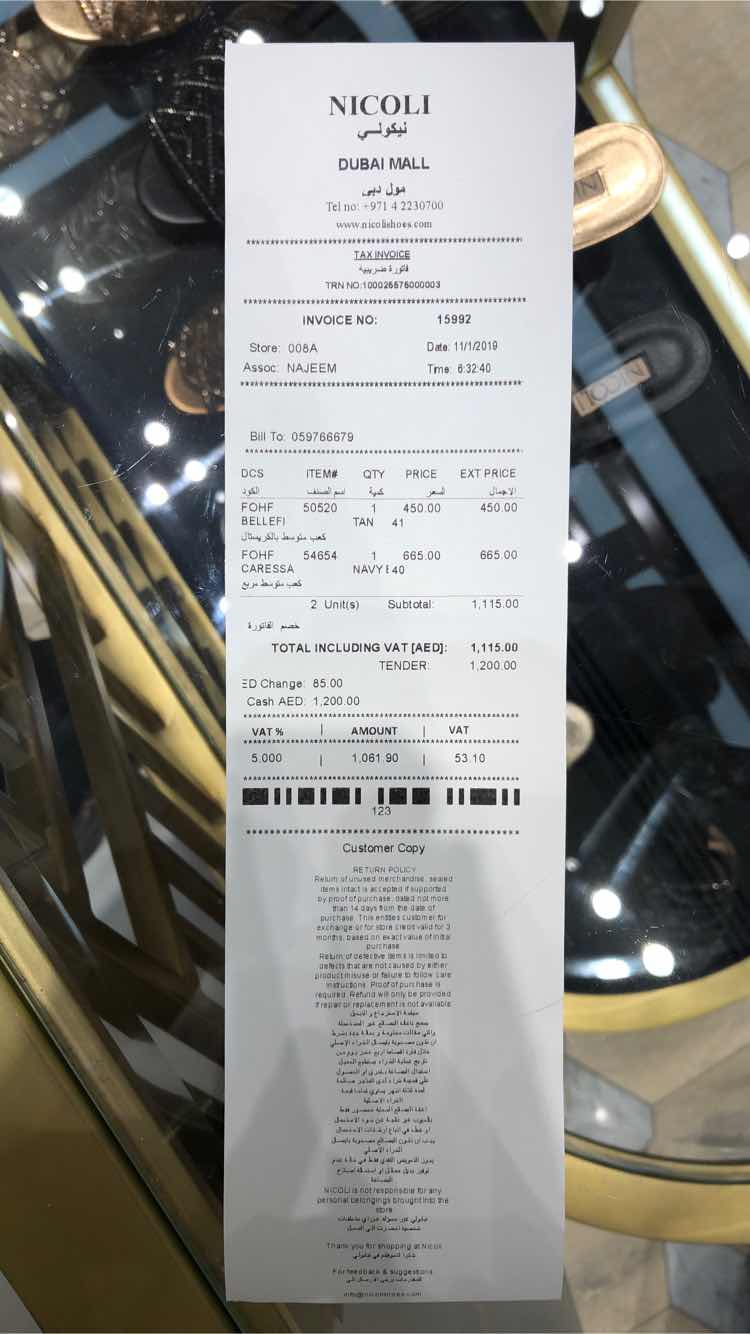 NICOLI
نيكولي
DUBAI MALL
مول دبي
Tel no: +971 4 2230700
www.nicolishoes.com
************************************************
TAX INVOICE
فاتورة ضريبية
TRN NO:100026576000003
************************************************
INVOICE NO: 15992
Store: 008A Date: 11/1/2019
Assoc: NAJEEM Time: 6:32:40
************************************************
Bill To: 059766679
************************************************
DCS ITEM# QTY PRICE EXT PRICE
الكود اسم الصنف كمية السعر الاجمال
FOHF 50520 1 450.00 450.00
BELLEFI TAN 41
كعب متوسط بالكريستال
FOHF 54654 1 665.00 665.00
CARESSA NAVY 40
كعب متوسط مربع
2 Unit(s) Subtotal: 1,115.00
خصم الفاتورة
TOTAL INCLUDING VAT [AED]: 1,115.00
TENDER: 1,200.00
ED Change: 85.00
Cash AED: 1,200.00
************************************************
VAT % | AMOUNT | VAT
************************************************
5.000 | 1,061.90 | 53.10
************************************************
123
************************************************
Customer Copy
RETURN POLICY
Return of unused merchandise, sealed
items intact is accepted if supported
by proof of purchase, dated not more
than 14 days from the date of
purchase. This entitles customer for
exchange or for store credit valid for 3
months, based on exact value of initial
purchase
Return of defective items is limited to
defects that are not caused by either
product misuse or failure to follow care
instructions. Proof of purchase is
required. Refund will only be provided
if repair or replacement is not available
سياسة الاسترجاع و التبديل
NICOLI is not responsible for any
personal belongings brought into the
store
Thank you for shopping at Nicoli
شكرا لتسوقكم في نيكولي
For feedback & suggestions
info@nicolishoes.com
NICOLI